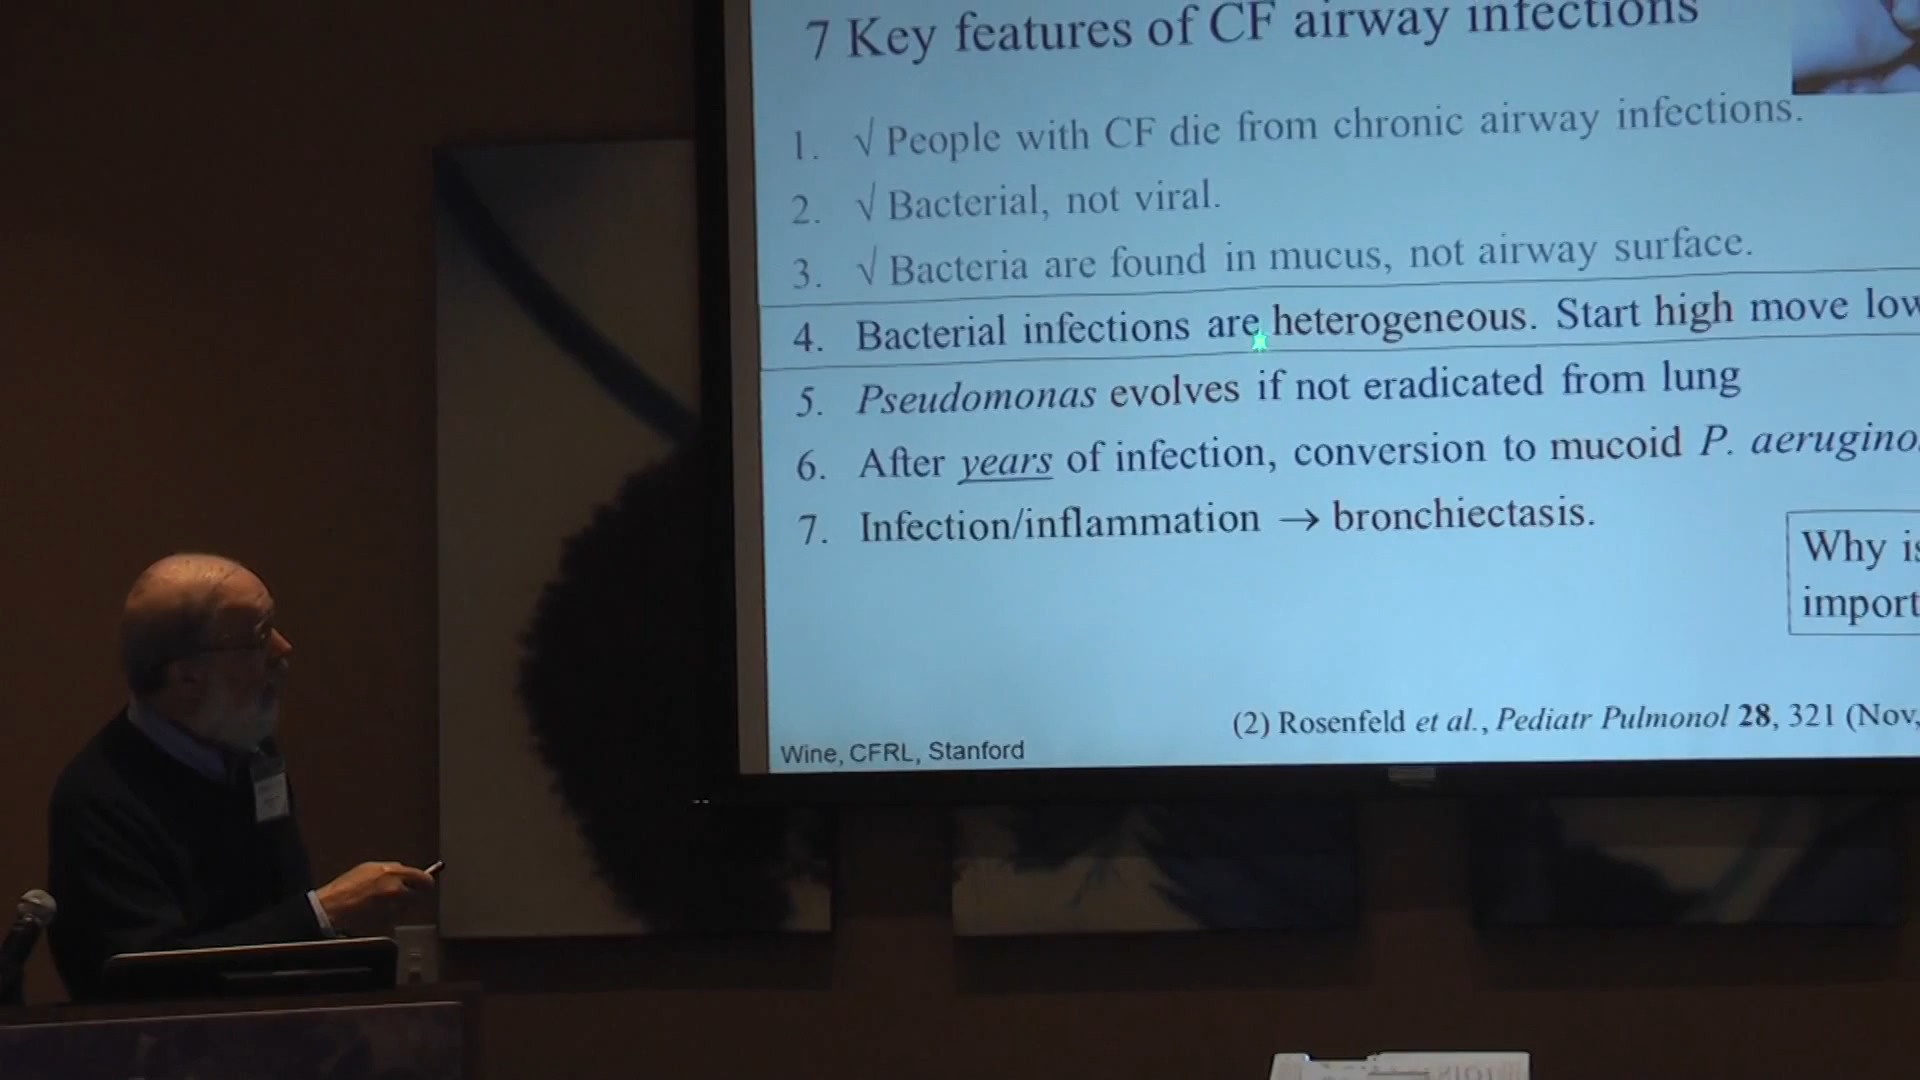 7 Key features of CF airway infections
1. √ People with CF die from chronic airway infections.
2. √ Bacterial, not viral.
3. √ Bacteria are found in mucus, not airway surface.
4. Bacterial infections are heterogeneous. Start high move low
5. Pseudomonas evolves if not eradicated from lung
6. After years of infection, conversion to mucoid P. aerugino
7. Infection/inflammation → bronchiectasis.
Why is
import
(2) Rosenfeld et al., Pediatr Pulmonol 28, 321 (Nov,
Wine, CFRL, Stanford